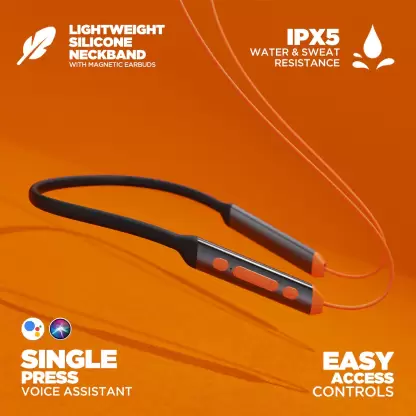 LIGHTWEIGHT
SILICONE
NECKBAND
WITH MAGNETIC EARBUDS
IPX5
WATER & SWEAT
RESISTANCE
SINGLE
PRESS
VOICE ASSISTANT
EASY
ACCESS
CONTROLS